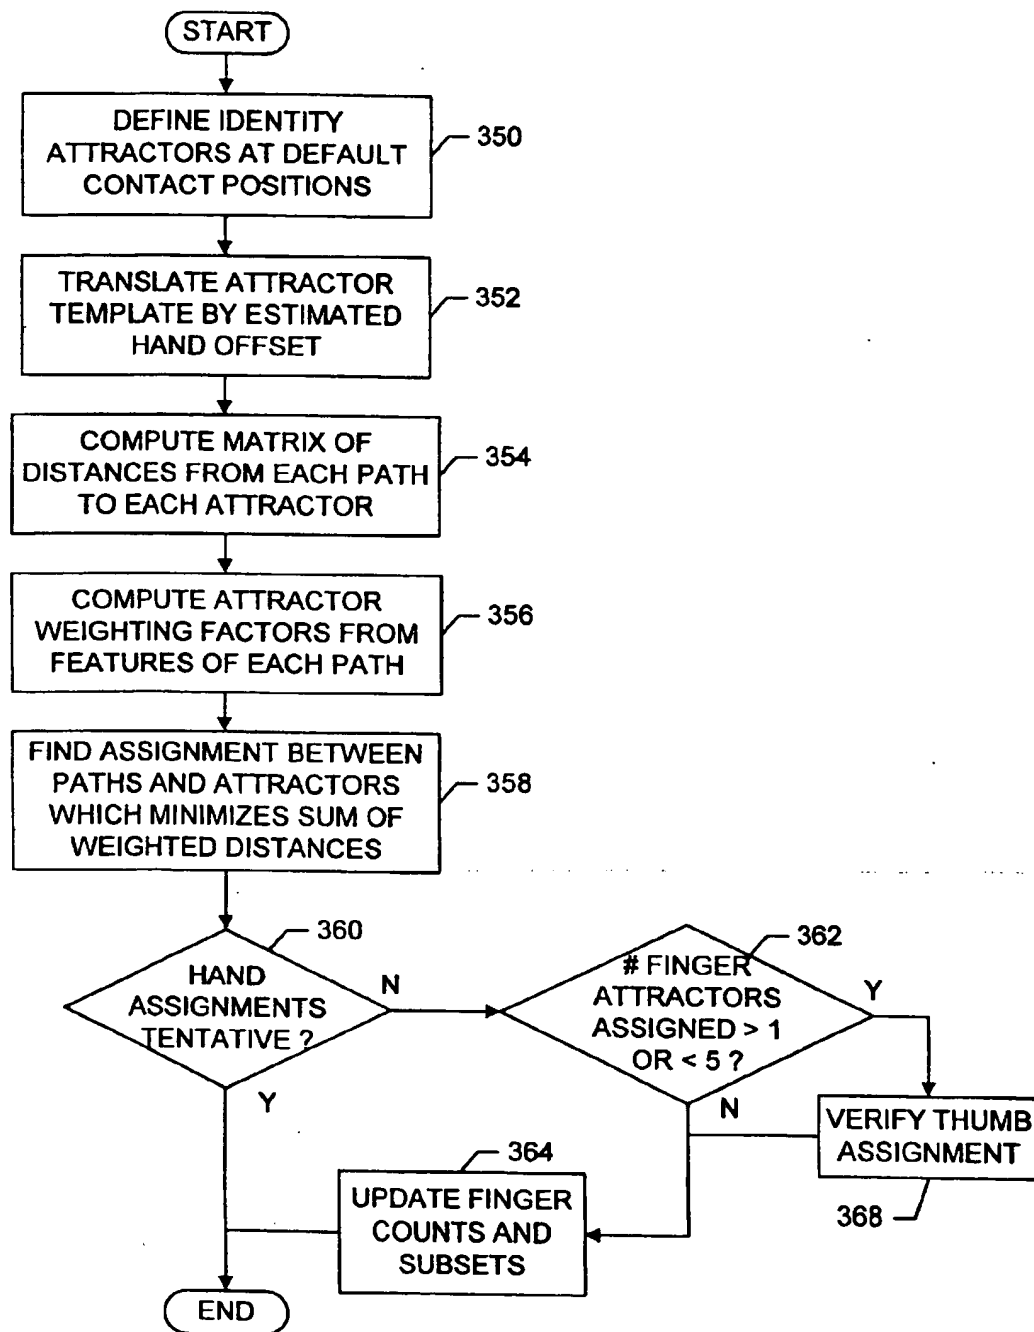 START
DEFINE IDENTITY
ATTRACTORS AT DEFAULT
CONTACT POSITIONS
350
TRANSLATE ATTRACTOR
TEMPLATE BY ESTIMATED
HAND OFFSET
352
COMPUTE MATRIX OF
DISTANCES FROM EACH PATH
TO EACH ATTRACTOR
354
COMPUTE ATTRACTOR
WEIGHTING FACTORS FROM
FEATURES OF EACH PATH
356
FIND ASSIGNMENT BETWEEN
PATHS AND ATTRACTORS
WHICH MINIMIZES SUM OF
WEIGHTED DISTANCES
358
360
HAND
ASSIGNMENTS
TENTATIVE ?
N
Y
362
# FINGER
ATTRACTORS
ASSIGNED > 1
OR < 5 ?
Y
N
VERIFY THUMB
ASSIGNMENT
368
364
UPDATE FINGER
COUNTS AND
SUBSETS
END